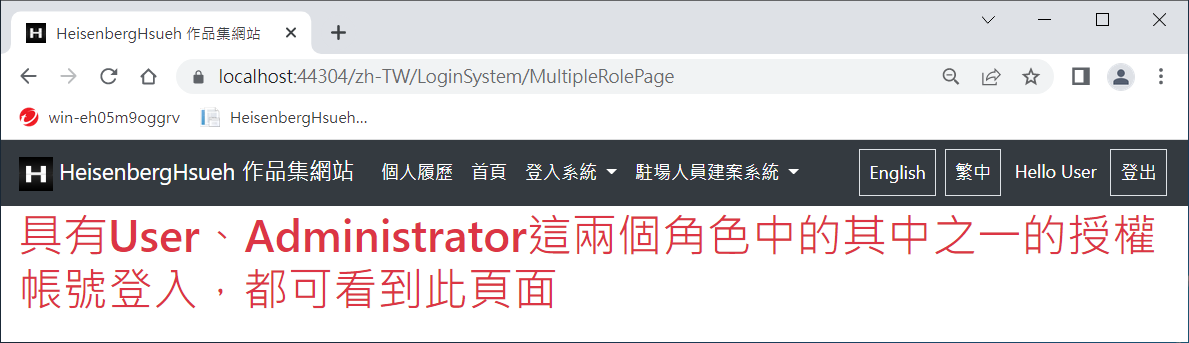 HeisenbergHsueh 作品集網站
localhost:44304/zh-TW/LoginSystem/MultipleRolePage
win-eh05m9oggrv HeisenbergHsueh...
H HeisenbergHsueh 作品集網站 個人履歷 首頁 登入系統 駐場人員建案系統 English 繁中 Hello User 登出
具有User、Administrator這兩個角色中的其中之一的授權
帳號登入，都可看到此頁面